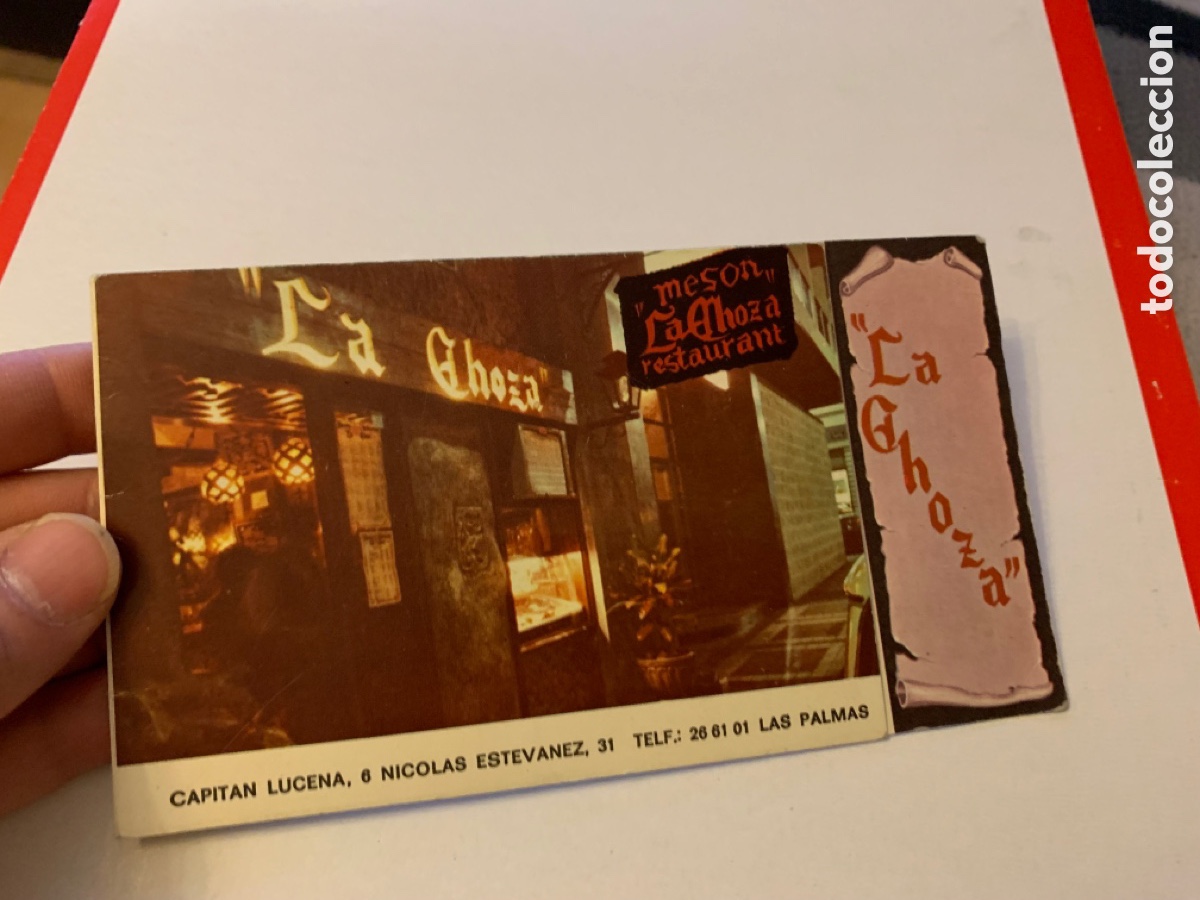 "La Choza"
"meson"
La Choza
restaurant
"La
Choza"
CAPITAN LUCENA, 6 NICOLAS ESTEVANEZ, 31 TELF.: 26 61 01 LAS PALMAS
todocoleccion